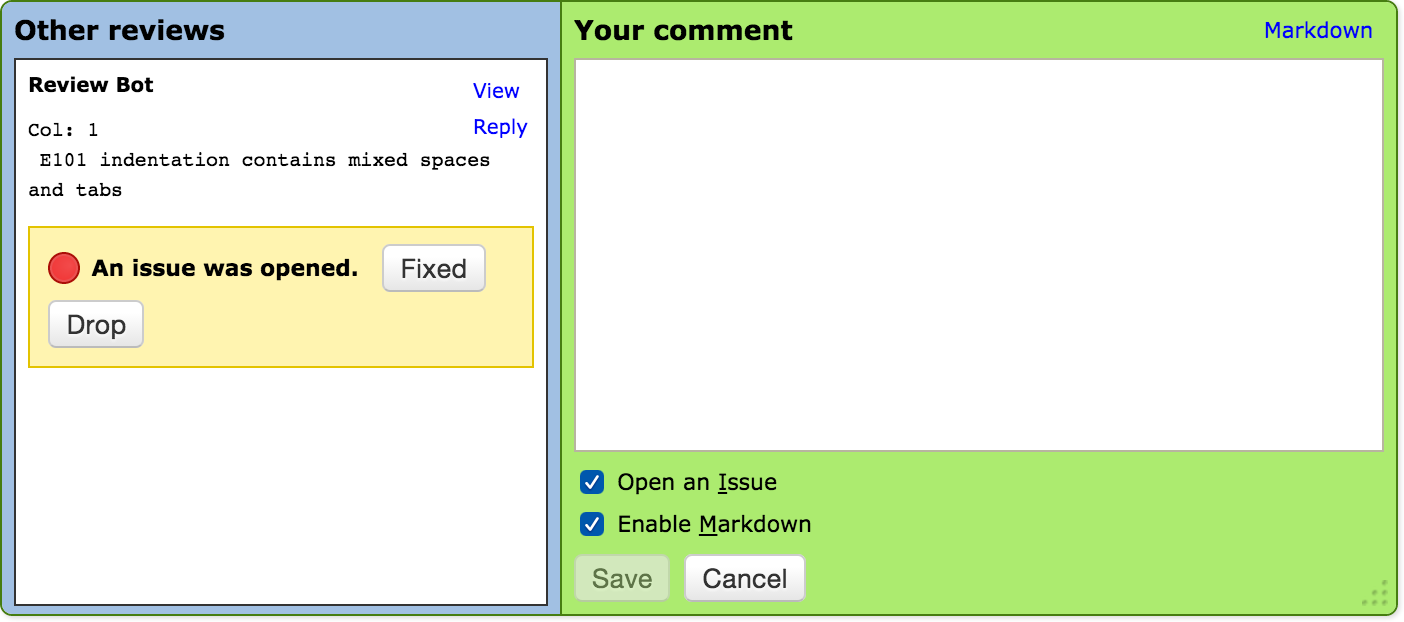 Other reviews
Review Bot
View
Reply
Col: 1
E101 indentation contains mixed spaces
and tabs
An issue was opened. Fixed
Drop
Your comment
Markdown
Open an Issue
Enable Markdown
Save Cancel